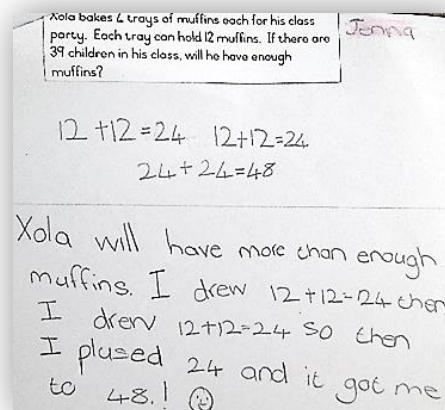 Xola bakes 4 trays of muffins each for his class
party. Each tray can hold 12 muffins. If there are
39 children in his class, will he have enough
muffins?
Jenna
12 + 12 = 24 12+12=24
24 + 24 = 48
Xola will have more than enough
muffins. I drew 12+12=24 then
I drew 12+12=24 so then
I plused 24 and it got me
to 48.! ☺